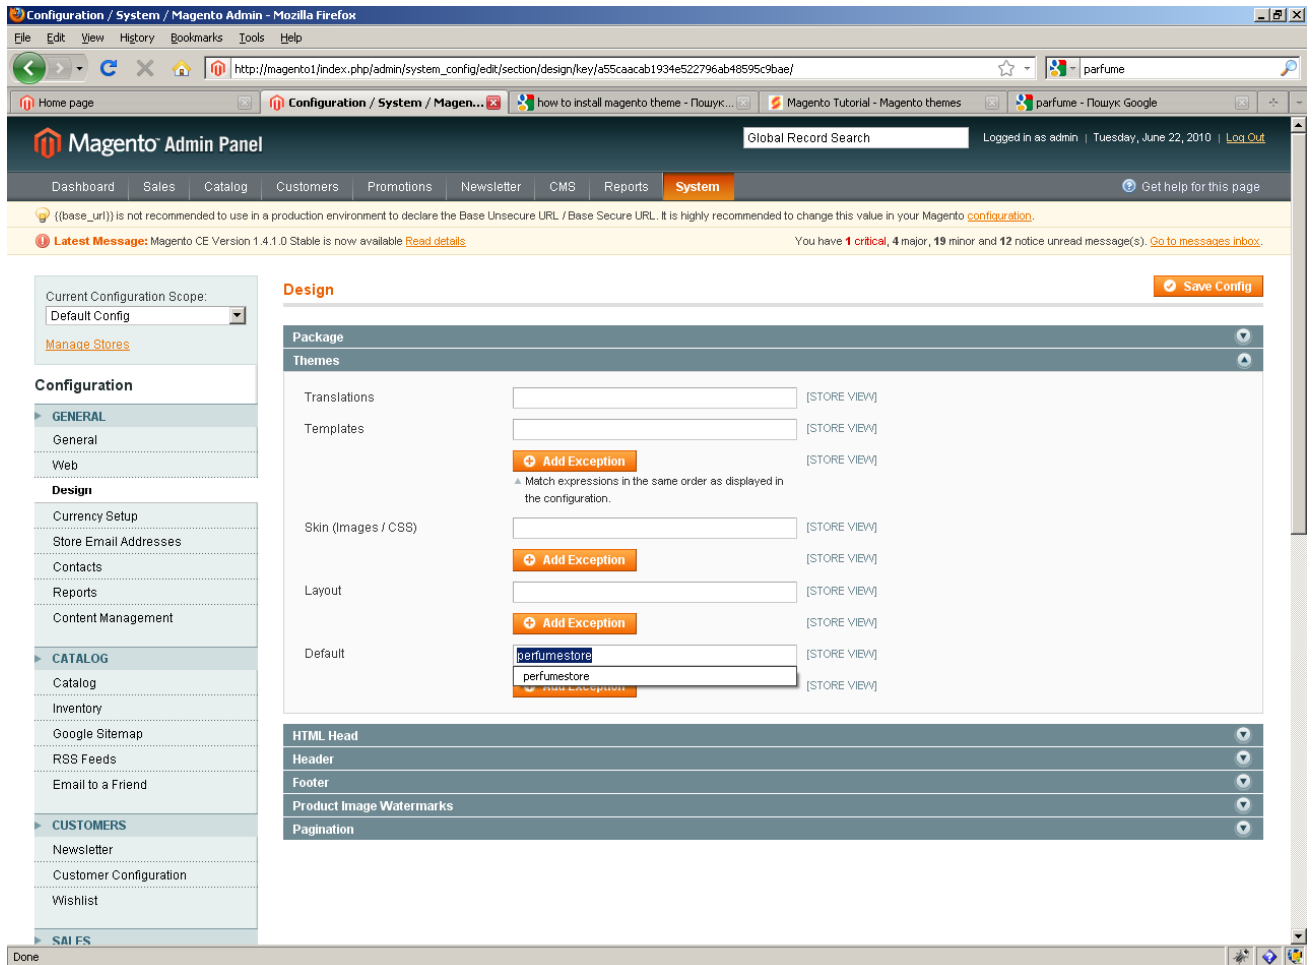 Configuration / System / Magento Admin - Mozilla Firefox
File Edit View History Bookmarks Tools Help
http://magento1/index.php/admin/system_config/edit/section/design/key/a55caacab1934e522796ab48595c9bae/ parfume
Home page Configuration / System / Magen... how to install magento theme - Пошук... Magento Tutorial - Magento themes parfume - Пошук Google
Magento Admin Panel Global Record Search Logged in as admin | Tuesday, June 22, 2010 | Log Out
Dashboard Sales Catalog Customers Promotions Newsletter CMS Reports System Get help for this page
{{base_url}} is not recommended to use in a production environment to declare the Base Unsecure URL / Base Secure URL. It is highly recommended to change this value in your Magento configuration.
Latest Message: Magento CE Version 1.4.1.0 Stable is now available Read details You have 1 critical, 4 major, 19 minor and 12 notice unread message(s). Go to messages inbox.
Current Configuration Scope:
Default Config
Manage Stores
Configuration
GENERAL
General
Web
Design
Currency Setup
Store Email Addresses
Contacts
Reports
Content Management
CATALOG
Catalog
Inventory
Google Sitemap
RSS Feeds
Email to a Friend
CUSTOMERS
Newsletter
Customer Configuration
Wishlist
SALES
Design Save Config
Package
Themes
Translations [STORE VIEW]
Templates [STORE VIEW]
Add Exception [STORE VIEW]
Match expressions in the same order as displayed in
the configuration.
Skin (Images / CSS) [STORE VIEW]
Add Exception [STORE VIEW]
Layout [STORE VIEW]
Add Exception [STORE VIEW]
Default perfumestore [STORE VIEW]
perfumestore
Add Exception [STORE VIEW]
HTML Head
Header
Footer
Product Image Watermarks
Pagination
Done